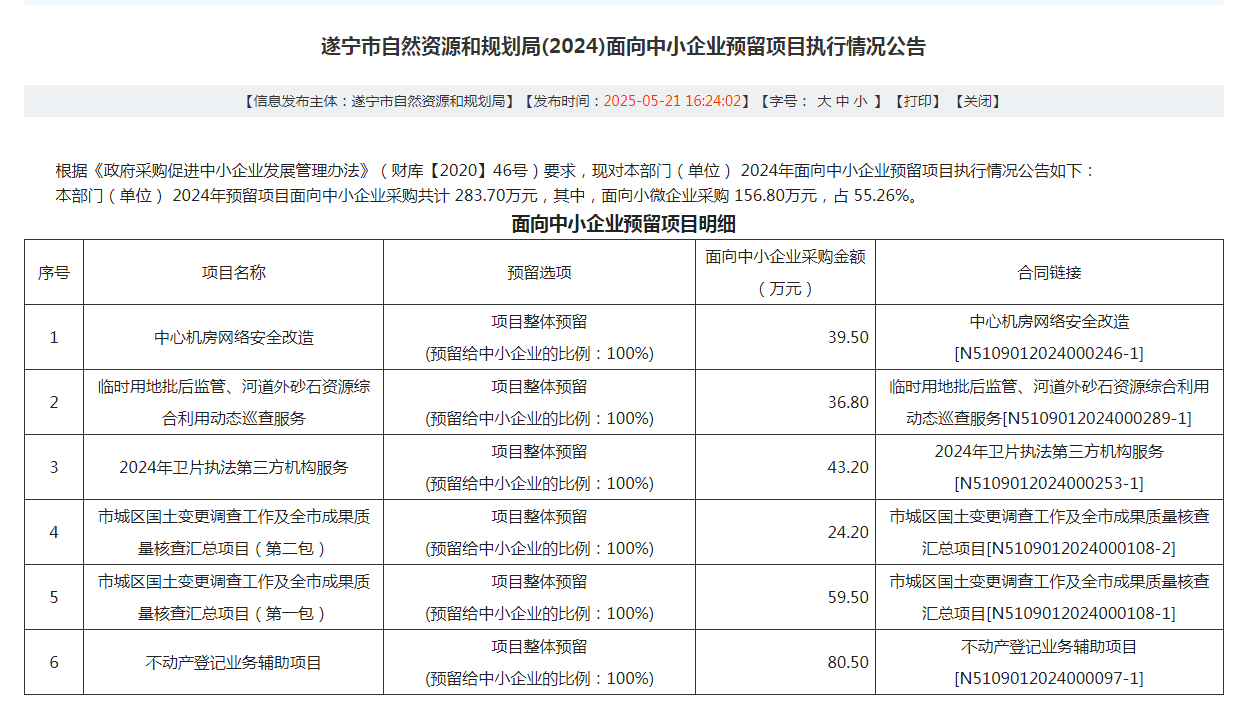 遂宁市自然资源和规划局(2024)面向中小企业预留项目执行情况公告
【信息发布主体：遂宁市自然资源和规划局】【发布时间：2025-05-21 16:24:02】【字号： 大 中 小 】【打印】【关闭】
根据《政府采购促进中小企业发展管理办法》（财库【2020】46号）要求，现对本部门（单位） 2024年面向中小企业预留项目执行情况公告如下：
本部门（单位） 2024年预留项目面向中小企业采购共计 283.70万元，其中，面向小微企业采购 156.80万元，占 55.26%。
面向中小企业预留项目明细
序号 项目名称 预留选项 面向中小企业采购金额 合同链接
（万元）
1 中心机房网络安全改造 项目整体预留 39.50 中心机房网络安全改造
(预留给中小企业的比例：100%) [N5109012024000246-1]
2 临时用地批后监管、河道外砂石资源综 项目整体预留 36.80 临时用地批后监管、河道外砂石资源综合利用
合利用动态巡查服务 (预留给中小企业的比例：100%) 动态巡查服务[N5109012024000289-1]
3 2024年卫片执法第三方机构服务 项目整体预留 43.20 2024年卫片执法第三方机构服务
(预留给中小企业的比例：100%) [N5109012024000253-1]
4 市城区国土变更调查工作及全市成果质 项目整体预留 24.20 市城区国土变更调查工作及全市成果质量核查
量核查汇总项目（第二包） (预留给中小企业的比例：100%) 汇总项目[N5109012024000108-2]
5 市城区国土变更调查工作及全市成果质 项目整体预留 59.50 市城区国土变更调查工作及全市成果质量核查
量核查汇总项目（第一包） (预留给中小企业的比例：100%) 汇总项目[N5109012024000108-1]
6 不动产登记业务辅助项目 项目整体预留 80.50 不动产登记业务辅助项目
(预留给中小企业的比例：100%) [N5109012024000097-1]